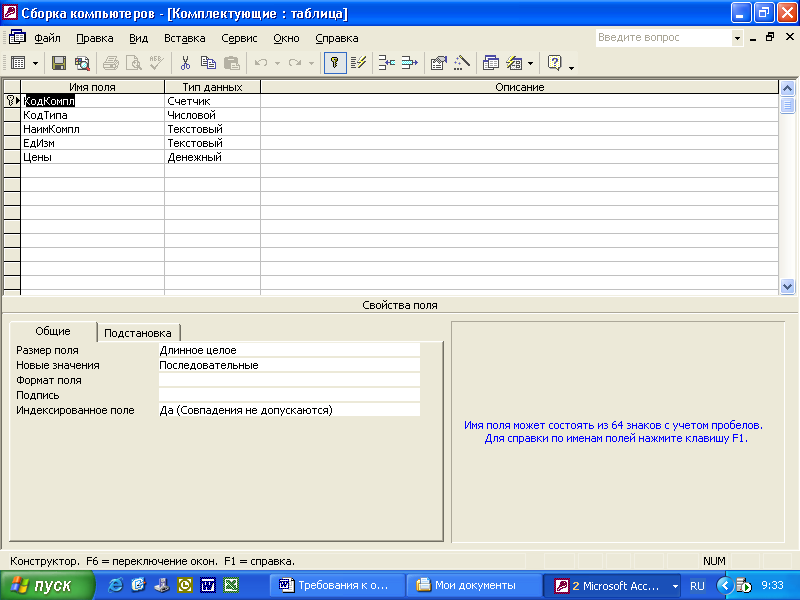 Сборка компьютеров - [Комплектующие : таблица]
Файл Правка Вид Вставка Сервис Окно Справка Введите вопрос
Имя поля Тип данных Описание
КодКомпл Счетчик
КодТипа Числовой
НаимКомпл Текстовый
ЕдИзм Текстовый
Цены Денежный
Свойства поля
Общие Подстановка
Размер поля Длинное целое
Новые значения Последовательные
Формат поля
Подпись
Индексированное поле Да (Совпадения не допускаются)
Имя поля может состоять из 64 знаков с учетом пробелов.
Для справки по именам полей нажмите клавишу F1.
Конструктор. F6 = переключение окон. F1 = справка. NUM
пуск Требования к о... Мои документы 2 Microsoft Acc... RU 9:33